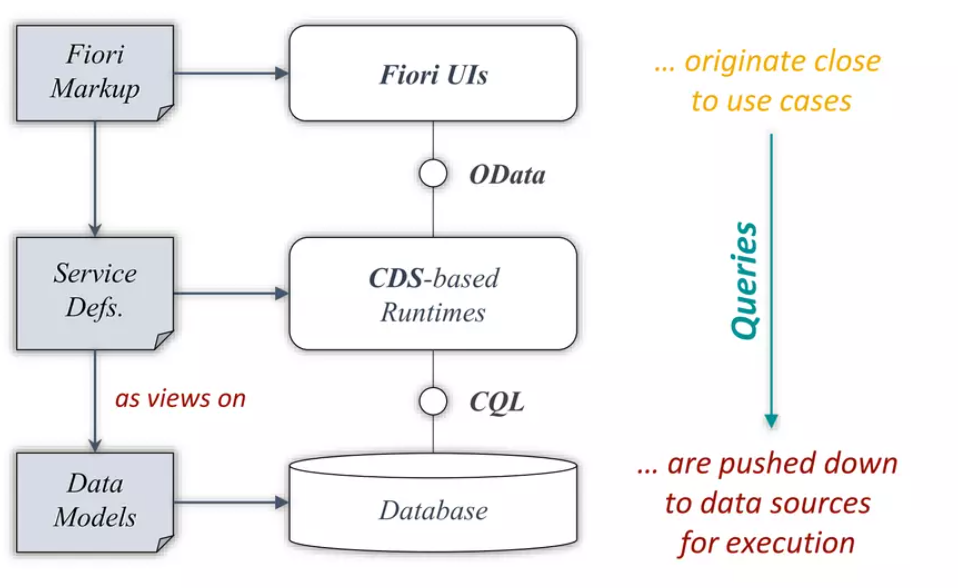 Fiori
Markup
Fiori UIs
… originate close
to use cases
OData
Service
Defs.
CDS-based
Runtimes
Queries
as views on
CQL
Data
Models
Database
… are pushed down
to data sources
for execution